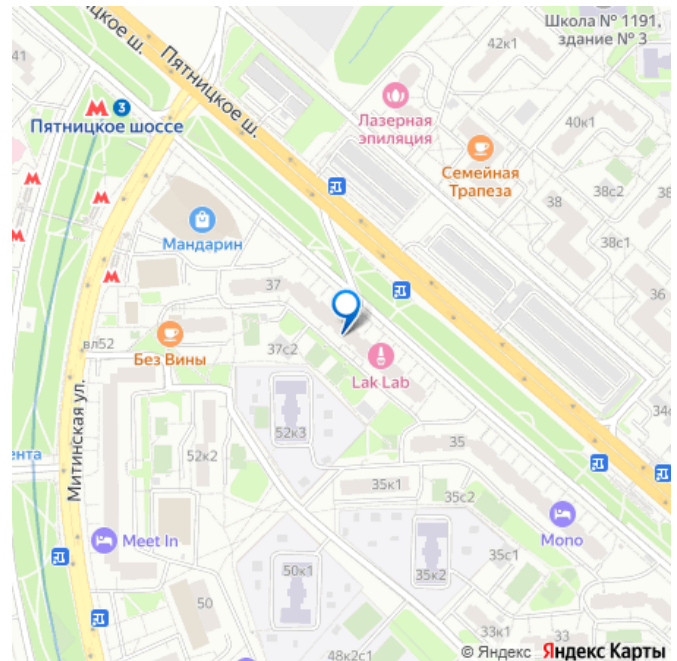 Школа № 1191,
здание № 3
42к1
41
Пятницкое ш.
Пятницкое ш.
3
Пятницкое шоссе
Лазерная
эпиляция
40к1
Семейная
Трапеза
38с2
38
38с1
Мандарин
37
36
вл52
Без Вины
37с2
Lak Lab
Митинская ул.
52к3
35
52к2
35к1
35с2
Meet In
Mono
35с1
50к1
35к2
50
33к1
33
48к2с1
© Яндекс Яндекс Карты